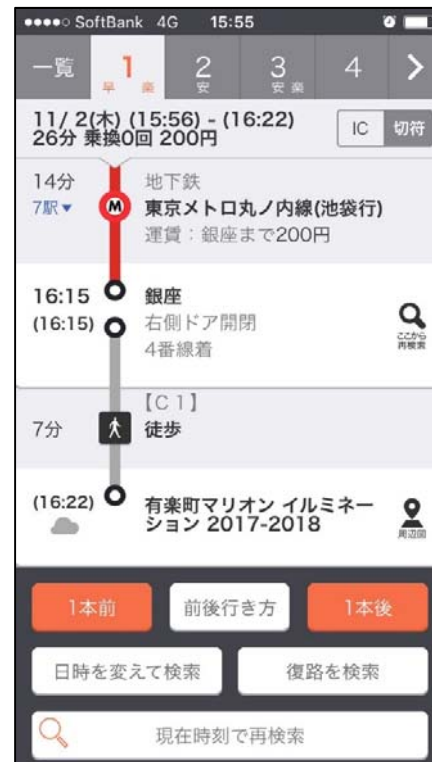 SoftBank 4G 15:55
一覧 1 2 3 4
早 楽 安 安 楽
11/ 2(木) (15:56) - (16:22)
26分 乗換0回 200円
IC 切符
14分 地下鉄
7駅▼ M 東京メトロ丸ノ内線(池袋行)
運賃：銀座まで200円
16:15 銀座
(16:15) 右側ドア開閉
4番線着
ここから
再検索
【C 1】
7分 徒歩
(16:22) 有楽町マリオン イルミネー
ション 2017-2018
周辺図
1本前 前後行き方 1本後
日時を変えて検索 復路を検索
現在時刻で再検索